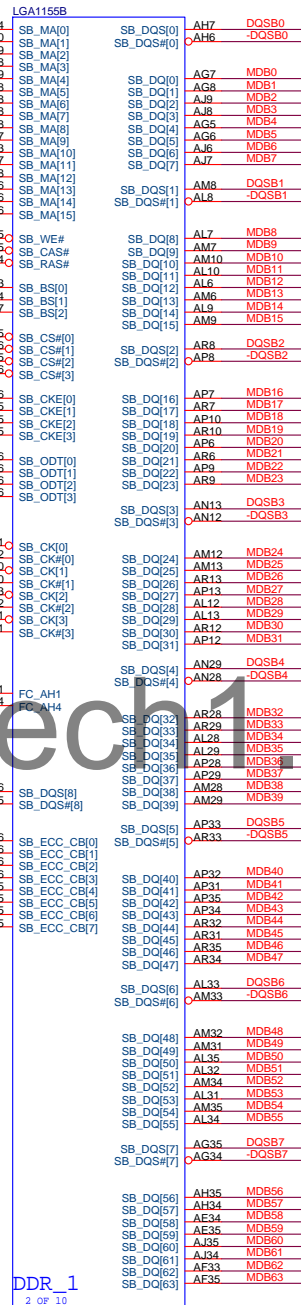 LGA1155B
SB_MA[0]
SB_MA[1]
SB_MA[2]
SB_MA[3]
SB_MA[4]
SB_MA[5]
SB_MA[6]
SB_MA[7]
SB_MA[8]
SB_MA[9]
SB_MA[10]
SB_MA[11]
SB_MA[12]
SB_MA[13]
SB_MA[14]
SB_MA[15]
SB_WE#
SB_CAS#
SB_RAS#
SB_BS[0]
SB_BS[1]
SB_BS[2]
SB_CS#[0]
SB_CS#[1]
SB_CS#[2]
SB_CS#[3]
SB_CKE[0]
SB_CKE[1]
SB_CKE[2]
SB_CKE[3]
SB_ODT[0]
SB_ODT[1]
SB_ODT[2]
SB_ODT[3]
SB_CK[0]
SB_CK#[0]
SB_CK[1]
SB_CK#[1]
SB_CK[2]
SB_CK#[2]
SB_CK[3]
SB_CK#[3]
FC_AH1
FC_AH4
SB_DQS[8]
SB_DQS#[8]
SB_ECC_CB[0]
SB_ECC_CB[1]
SB_ECC_CB[2]
SB_ECC_CB[3]
SB_ECC_CB[4]
SB_ECC_CB[5]
SB_ECC_CB[6]
SB_ECC_CB[7]
SB_DQS[0] AH7 DQSB0
SB_DQS#[0] AH6 -DQSB0
SB_DQ[0] AG7 MDB0
SB_DQ[1] AG8 MDB1
SB_DQ[2] AJ9 MDB2
SB_DQ[3] AJ8 MDB3
SB_DQ[4] AG5 MDB4
SB_DQ[5] AG6 MDB5
SB_DQ[6] AJ6 MDB6
SB_DQ[7] AJ7 MDB7
SB_DQS[1] AM8 DQSB1
SB_DQS#[1] AL8 -DQSB1
SB_DQ[8] AL7 MDB8
SB_DQ[9] AM7 MDB9
SB_DQ[10] AM10 MDB10
SB_DQ[11] AL10 MDB11
SB_DQ[12] AL6 MDB12
SB_DQ[13] AM6 MDB13
SB_DQ[14] AL9 MDB14
SB_DQ[15] AM9 MDB15
SB_DQS[2] AR8 DQSB2
SB_DQS#[2] AP8 -DQSB2
SB_DQ[16] AP7 MDB16
SB_DQ[17] AR7 MDB17
SB_DQ[18] AP10 MDB18
SB_DQ[19] AR10 MDB19
SB_DQ[20] AP6 MDB20
SB_DQ[21] AR6 MDB21
SB_DQ[22] AP9 MDB22
SB_DQ[23] AR9 MDB23
SB_DQS[3] AN13 DQSB3
SB_DQS#[3] AN12 -DQSB3
SB_DQ[24] AM12 MDB24
SB_DQ[25] AM13 MDB25
SB_DQ[26] AR13 MDB26
SB_DQ[27] AP13 MDB27
SB_DQ[28] AL12 MDB28
SB_DQ[29] AL13 MDB29
SB_DQ[30] AR12 MDB30
SB_DQ[31] AP12 MDB31
SB_DQS[4] AN29 DQSB4
SB_DQS#[4] AN28 -DQSB4
SB_DQ[32] AR28 MDB32
SB_DQ[33] AR29 MDB33
SB_DQ[34] AL28 MDB34
SB_DQ[35] AL29 MDB35
SB_DQ[36] AP28 MDB36
SB_DQ[37] AP29 MDB37
SB_DQ[38] AM28 MDB38
SB_DQ[39] AM29 MDB39
ech1.
SB_DQS[5] AP33 DQSB5
SB_DQS#[5] AR33 -DQSB5
SB_DQ[40] AP32 MDB40
SB_DQ[41] AP31 MDB41
SB_DQ[42] AP35 MDB42
SB_DQ[43] AP34 MDB43
SB_DQ[44] AR32 MDB44
SB_DQ[45] AR31 MDB45
SB_DQ[46] AR35 MDB46
SB_DQ[47] AR34 MDB47
SB_DQS[6] AL33 DQSB6
SB_DQS#[6] AM33 -DQSB6
SB_DQ[48] AM32 MDB48
SB_DQ[49] AM31 MDB49
SB_DQ[50] AL35 MDB50
SB_DQ[51] AL32 MDB51
SB_DQ[52] AM34 MDB52
SB_DQ[53] AL31 MDB53
SB_DQ[54] AM35 MDB54
SB_DQ[55] AL34 MDB55
SB_DQS[7] AG35 DQSB7
SB_DQS#[7] AG34 -DQSB7
SB_DQ[56] AH35 MDB56
SB_DQ[57] AH34 MDB57
SB_DQ[58] AE34 MDB58
SB_DQ[59] AE35 MDB59
SB_DQ[60] AJ35 MDB60
SB_DQ[61] AJ34 MDB61
SB_DQ[62] AF33 MDB62
SB_DQ[63] AF35 MDB63
DDR_1
2 OF 10